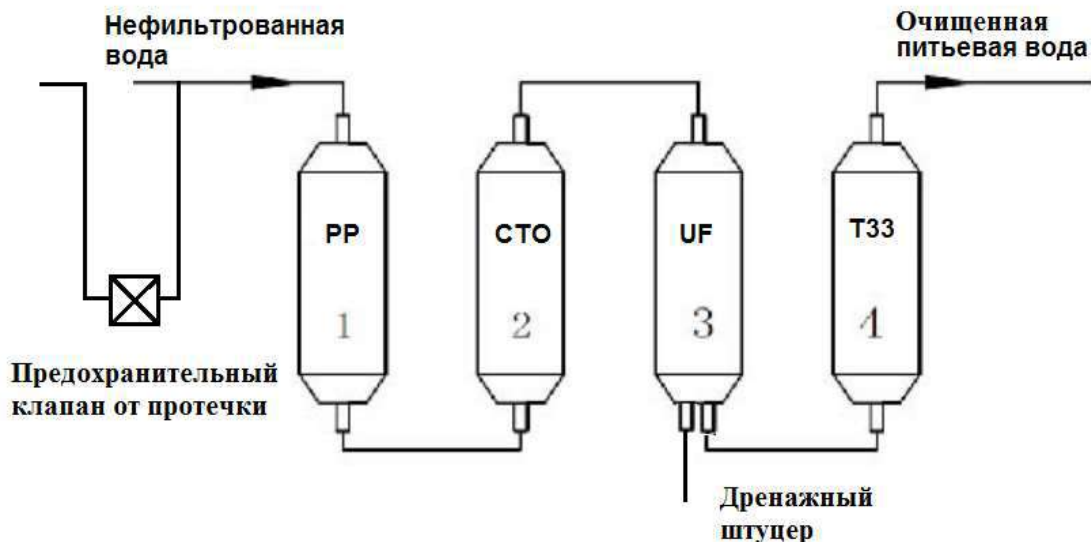 Нефильтрованная
вода
Очищенная
питьевая вода
PP
CTO
UF
T33
1
2
3
4
Предохранительный
клапан от протечки
Дренажный
штуцер